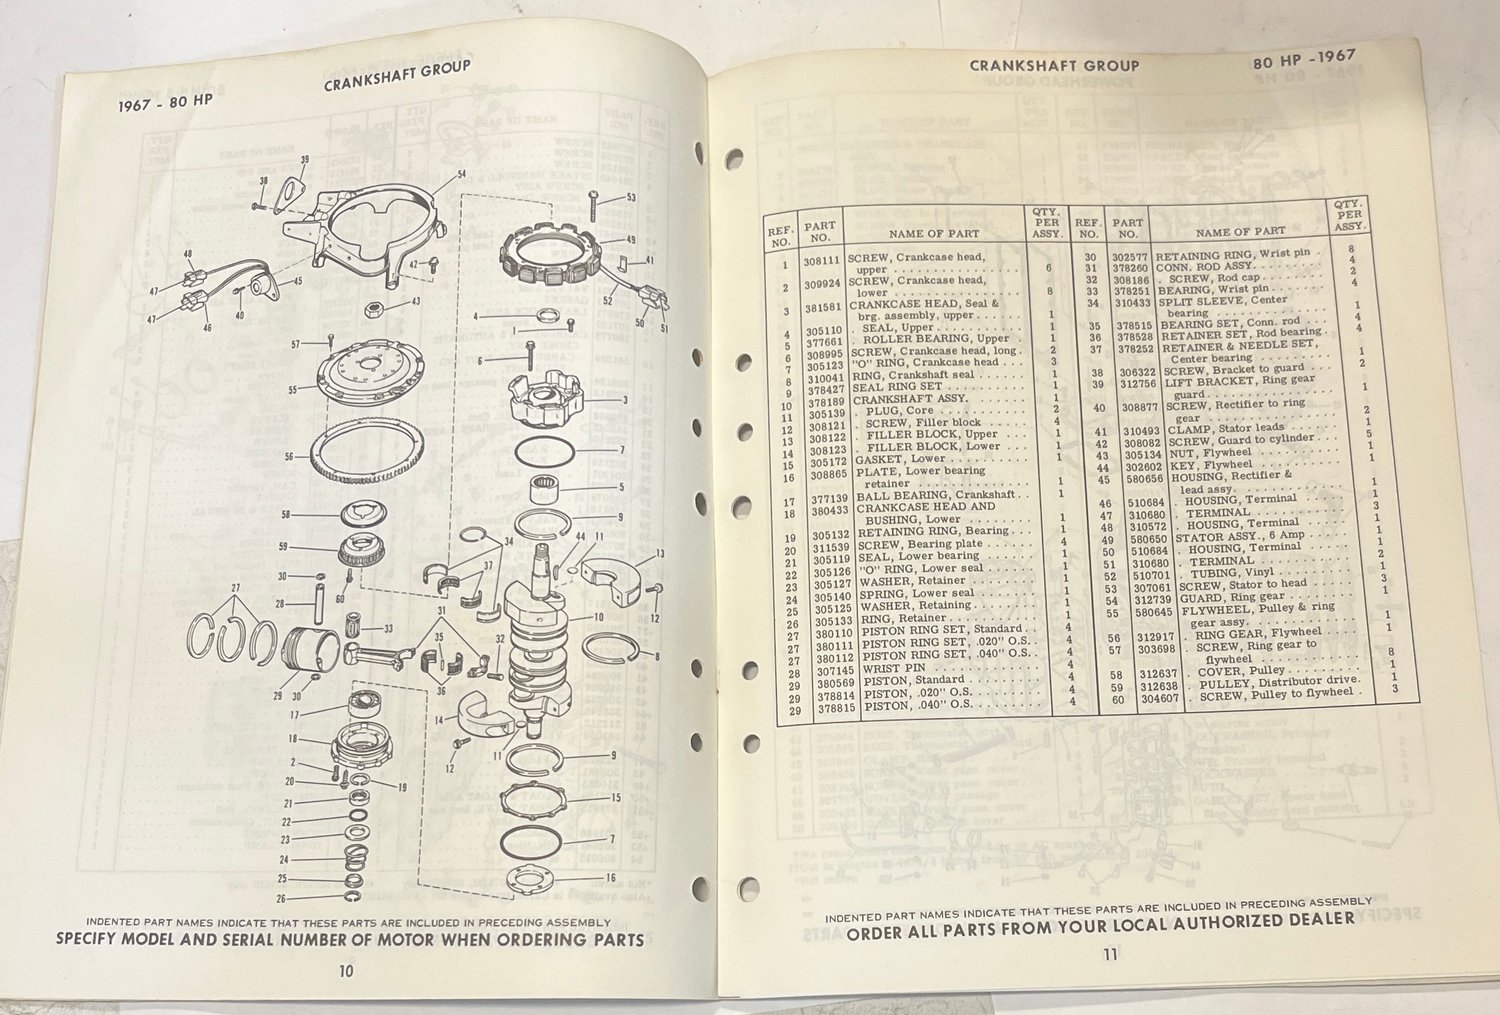 1967 - 80 HP
CRANKSHAFT GROUP
INDENTED PART NAMES INDICATE THAT THESE PARTS ARE INCLUDED IN PRECEDING ASSEMBLY
SPECIFY MODEL AND SERIAL NUMBER OF MOTOR WHEN ORDERING PARTS
10
CRANKSHAFT GROUP
80 HP -1967
REF. NO. PART NO. NAME OF PART QTY. PER ASSY.
1 308111 SCREW, Crankcase head,
upper 6
2 309924 SCREW, Crankcase head,
lower 8
3 381581 CRANKCASE HEAD, Seal &
brg. assembly, upper 1
4 305110 . SEAL, Upper 1
5 377661 . ROLLER BEARING, Upper 1
6 308995 SCREW, Crankcase head, long 2
7 305123 "O" RING, Crankcase head 3
8 310041 RING, Crankshaft seal 1
9 378427 SEAL RING SET 1
10 378189 CRANKSHAFT ASSY. 1
11 305139 . PLUG, Core 2
12 308121 . SCREW, Filler block 4
13 308122 . FILLER BLOCK, Upper 1
14 308123 . FILLER BLOCK, Lower 1
15 305172 GASKET, Lower 1
16 308865 PLATE, Lower bearing
retainer 1
17 377139 BALL BEARING, Crankshaft 1
18 380433 CRANKCASE HEAD AND
BUSHING, Lower 1
19 305132 RETAINING RING, Bearing 1
20 311539 SCREW, Bearing plate 4
21 305119 SEAL, Lower bearing 1
22 305126 "O" RING, Lower seal 1
23 305127 WASHER, Retainer 1
24 305140 SPRING, Lower seal 1
25 305125 WASHER, Retaining 1
26 305133 RING, Retainer 1
27 380110 PISTON RING SET, Standard 4
27 380111 PISTON RING SET, .020" O.S. 4
27 380112 PISTON RING SET, .040" O.S. 4
28 307145 WRIST PIN 4
29 380569 PISTON, Standard 4
29 378814 PISTON, .020" O.S. 4
29 378815 PISTON, .040" O.S. 4
REF. NO. PART NO. NAME OF PART QTY. PER ASSY.
30 302577 RETAINING RING, Wrist pin 8
31 378260 CONN. ROD ASSY. 4
32 308186 . SCREW, Rod cap 2
33 378251 BEARING, Wrist pin 4
34 310433 SPLIT SLEEVE, Center
bearing 1
35 378515 BEARING SET, Conn. rod 4
36 378528 RETAINER SET, Rod bearing 4
37 378252 RETAINER & NEEDLE SET,
Center bearing 1
38 306322 SCREW, Bracket to guard 2
39 312756 LIFT BRACKET, Ring gear
guard 1
40 308877 SCREW, Rectifier to ring
gear 2
41 310493 CLAMP, Stator leads 1
42 308082 SCREW, Guard to cylinder 5
43 305134 NUT, Flywheel 1
44 302602 KEY, Flywheel 1
45 580656 HOUSING, Rectifier &
lead assy. 1
46 510684 . HOUSING, Terminal 1
47 310680 . TERMINAL 3
48 310572 . HOUSING, Terminal 1
49 580650 STATOR ASSY., 6 Amp 1
50 510684 . HOUSING, Terminal 1
51 310680 . TERMINAL 2
52 510701 . TUBING, Vinyl 1
53 307061 SCREW, Stator to head 3
54 312739 GUARD, Ring gear 1
55 580645 FLYWHEEL, Pulley & ring
gear assy. 1
56 312917 . RING GEAR, Flywheel 1
57 303698 . SCREW, Ring gear to
flywheel 8
58 312637 . COVER, Pulley 1
59 312638 . PULLEY, Distributor drive. 1
60 304607 . SCREW, Pulley to flywheel 3
INDENTED PART NAMES INDICATE THAT THESE PARTS ARE INCLUDED IN PRECEDING ASSEMBLY
ORDER ALL PARTS FROM YOUR LOCAL AUTHORIZED DEALER
11